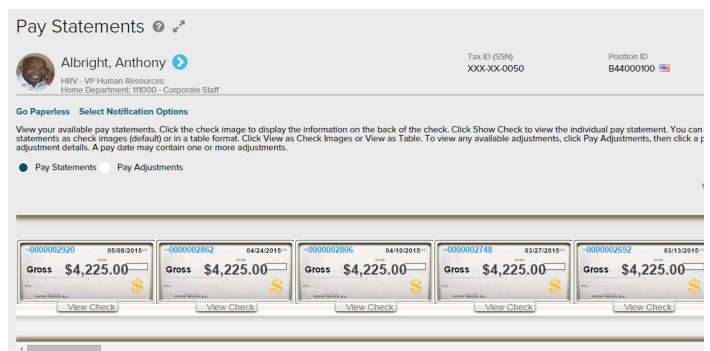 Pay Statements
Albright, Anthony
HRV - VP Human Resources
Home Department: 111000 - Corporate Staff
Tax ID (SSN)
XXX-XX-0050
Position ID
B44000100
Go Paperless Select Notification Options
View your available pay statements. Click the check image to display the information on the back of the check. Click Show Check to view the individual pay statement. You can
statements as check images (default) or in a table format. Click View as Check Images or View as Table. To view any available adjustments, click Pay Adjustments, then click a p
adjustment details. A pay date may contain one or more adjustments.
Pay Statements Pay Adjustments
0000002920 05/08/2015
Gross $4,225.00
$
View Check
0000002862 04/24/2015
Gross $4,225.00
$
View Check
0000002806 04/10/2015
Gross $4,225.00
$
View Check
0000002748 03/27/2015
Gross $4,225.00
$
View Check
0000002692 03/13/2015
Gross $4,225.00
$
View Check